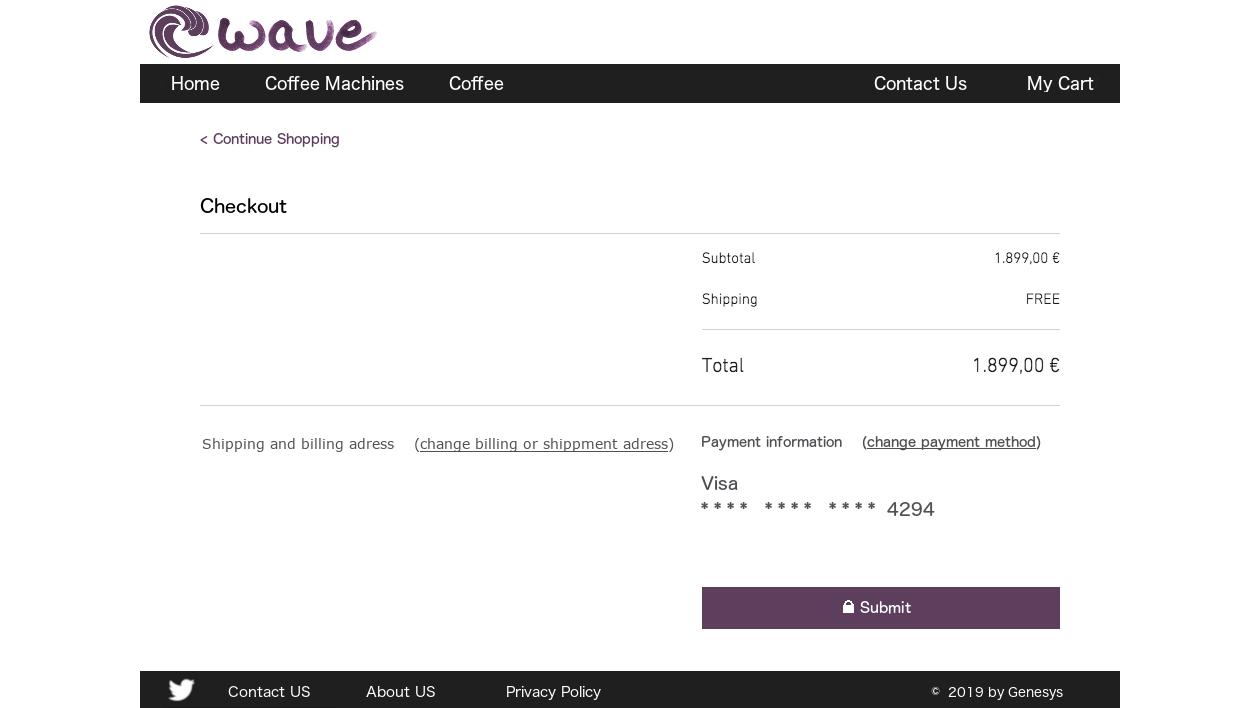 wave
Home Coffee Machines Coffee Contact Us My Cart
< Continue Shopping
Checkout
Subtotal 1.899,00 €
Shipping FREE
Total 1.899,00 €
Shipping and billing adress (change billing or shippment adress) Payment information (change payment method)
Visa
**** **** **** 4294
Submit
Contact US About US Privacy Policy © 2019 by Genesys